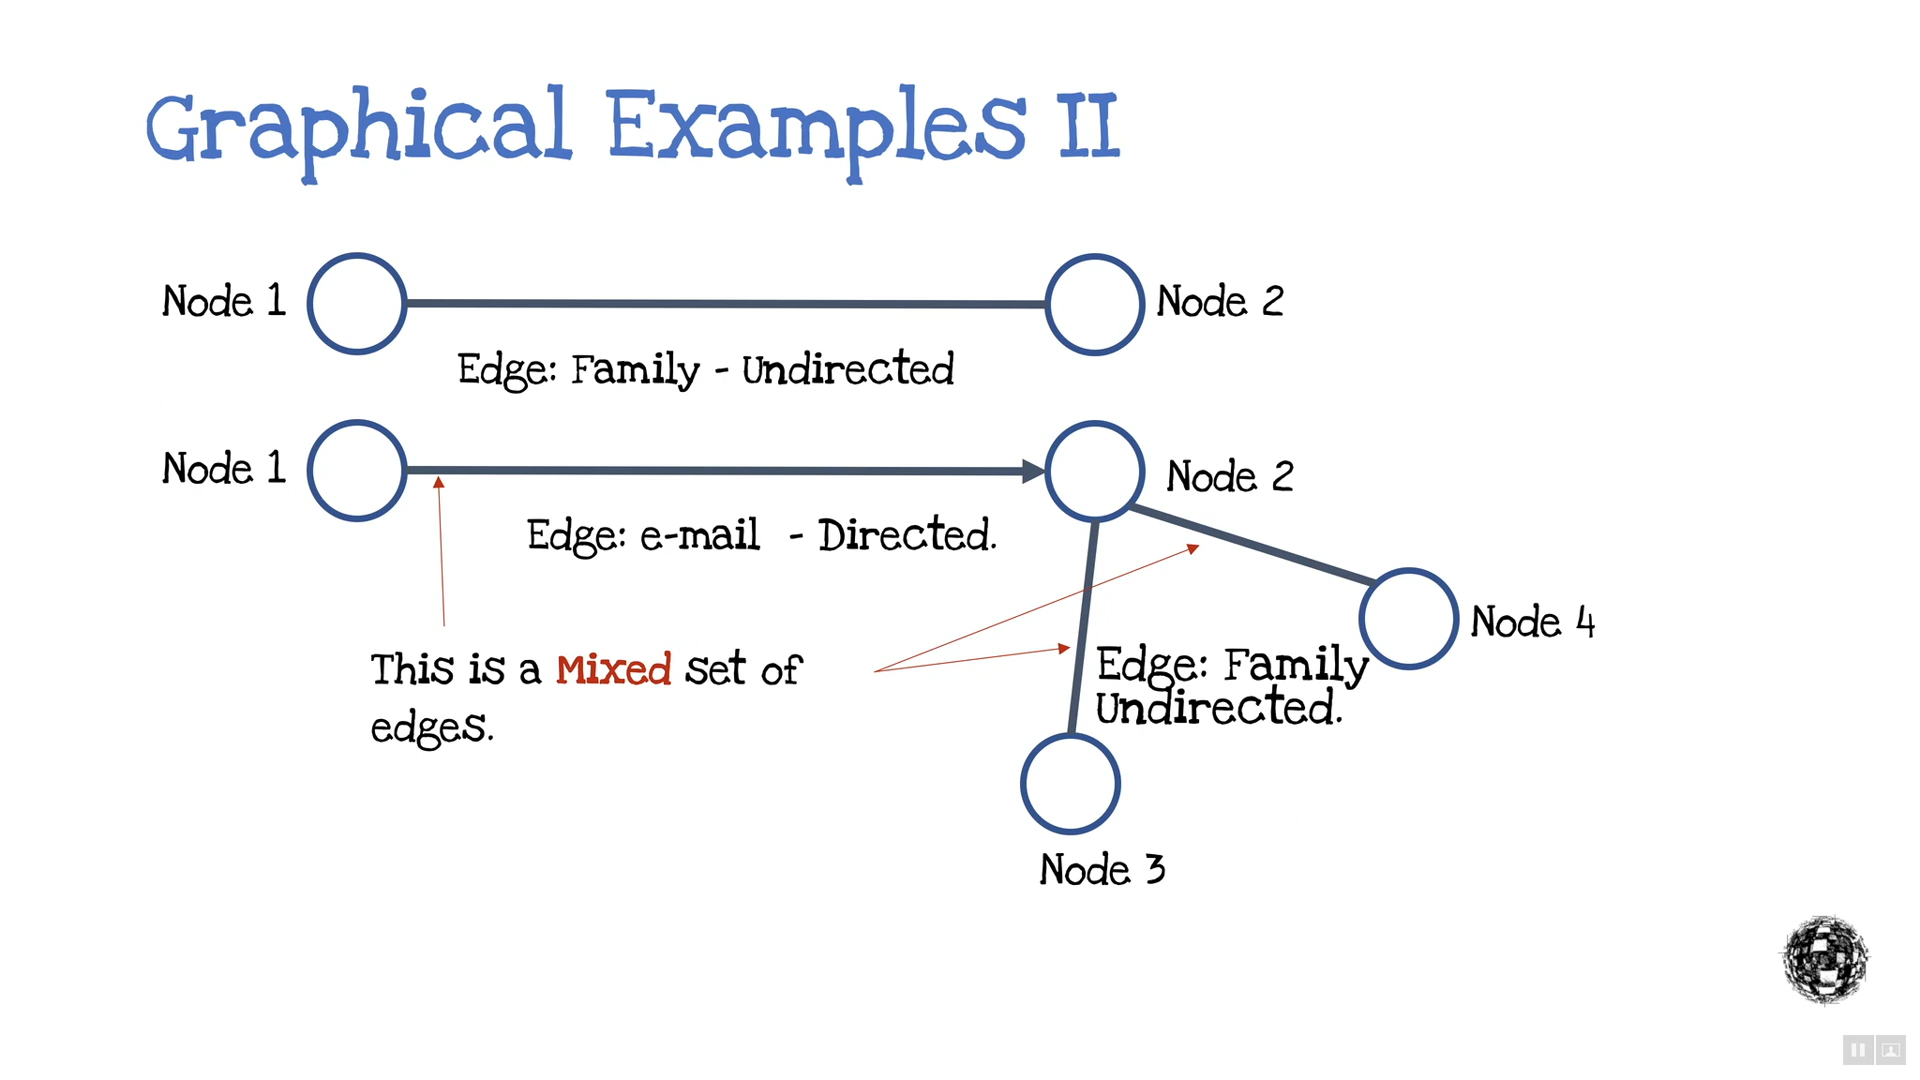 Graphical Examples II
Node 1
Node 2
Edge: Family - Undirected
Node 1
Node 2
Edge: e-mail - Directed.
Node 4
This is a Mixed set of
edges.
Edge: Family
Undirected.
Node 3